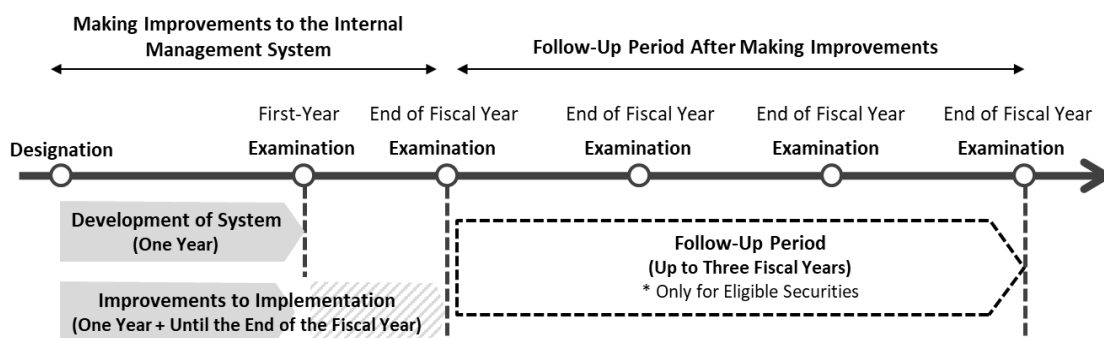 Making Improvements to the Internal
Management System
Follow-Up Period After Making Improvements
Designation
First-Year
Examination
End of Fiscal Year
Examination
End of Fiscal Year
Examination
End of Fiscal Year
Examination
End of Fiscal Year
Examination
Development of System
(One Year)
Improvements to Implementation
(One Year + Until the End of the Fiscal Year)
Follow-Up Period
(Up to Three Fiscal Years)
* Only for Eligible Securities